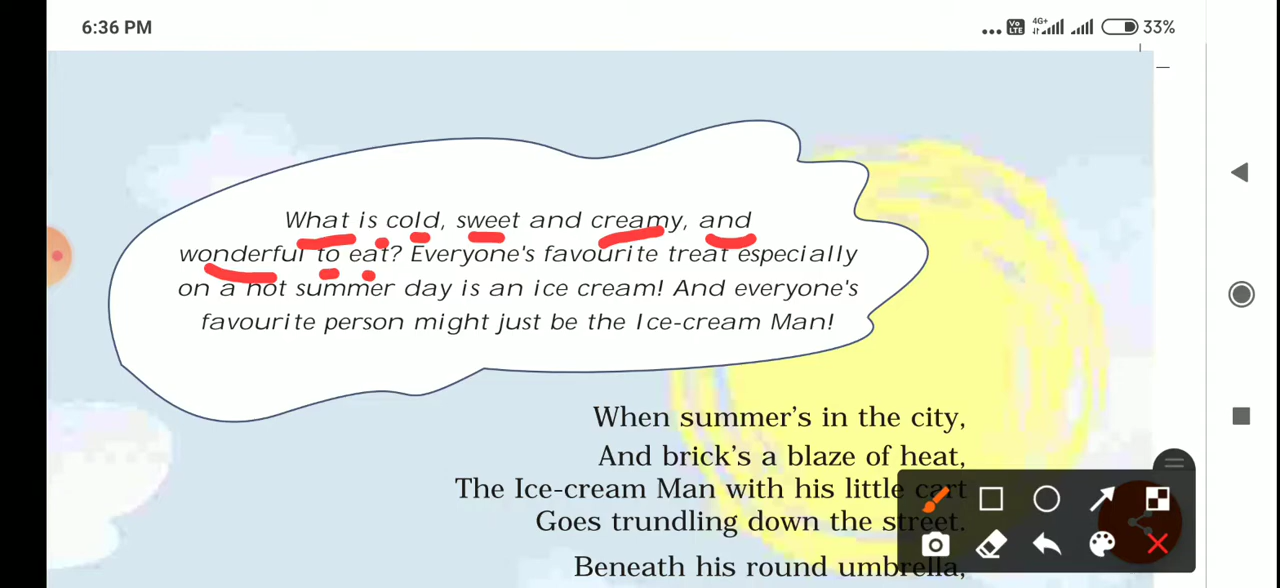 6:36 PM
Vo LTE 4G+ 33%
What is cold, sweet and creamy, and
wonderful to eat? Everyone's favourite treat especially
on a hot summer day is an ice cream! And everyone's
favourite person might just be the Ice-cream Man!
When summer's in the city,
And brick's a blaze of heat,
The Ice-cream Man with his little cart
Goes trundling down the street.
Beneath his round umbrella,